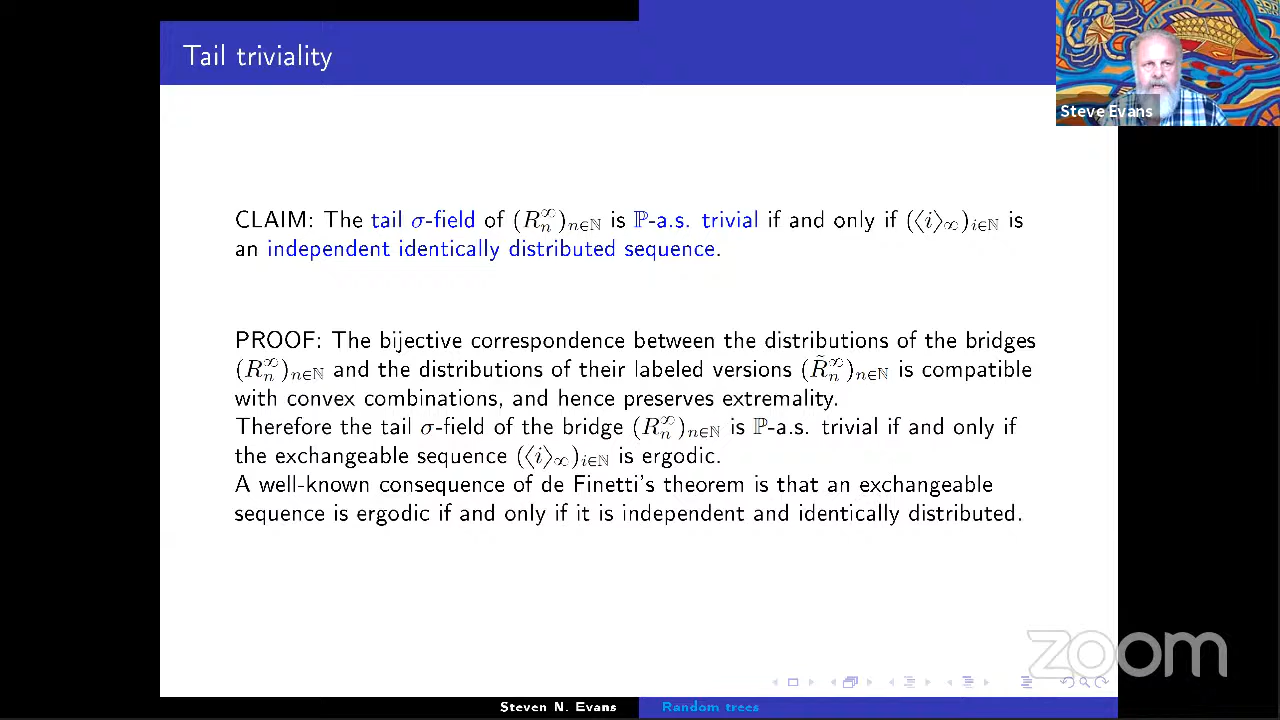 Tail triviality
Steve Evans
CLAIM: The tail σ-field of (R_n^∞)_{n∈ℕ} is ℙ-a.s. trivial if and only if (⟨i⟩_∞)_{i∈ℕ} is
an independent identically distributed sequence.
PROOF: The bijective correspondence between the distributions of the bridges
(R_n^∞)_{n∈ℕ} and the distributions of their labeled versions (R̃_n^∞)_{n∈ℕ} is compatible
with convex combinations, and hence preserves extremality.
Therefore the tail σ-field of the bridge (R_n^∞)_{n∈ℕ} is ℙ-a.s. trivial if and only if
the exchangeable sequence (⟨i⟩_∞)_{i∈ℕ} is ergodic.
A well-known consequence of de Finetti's theorem is that an exchangeable
sequence is ergodic if and only if it is independent and identically distributed.
zoom
Steven N. Evans
Random trees